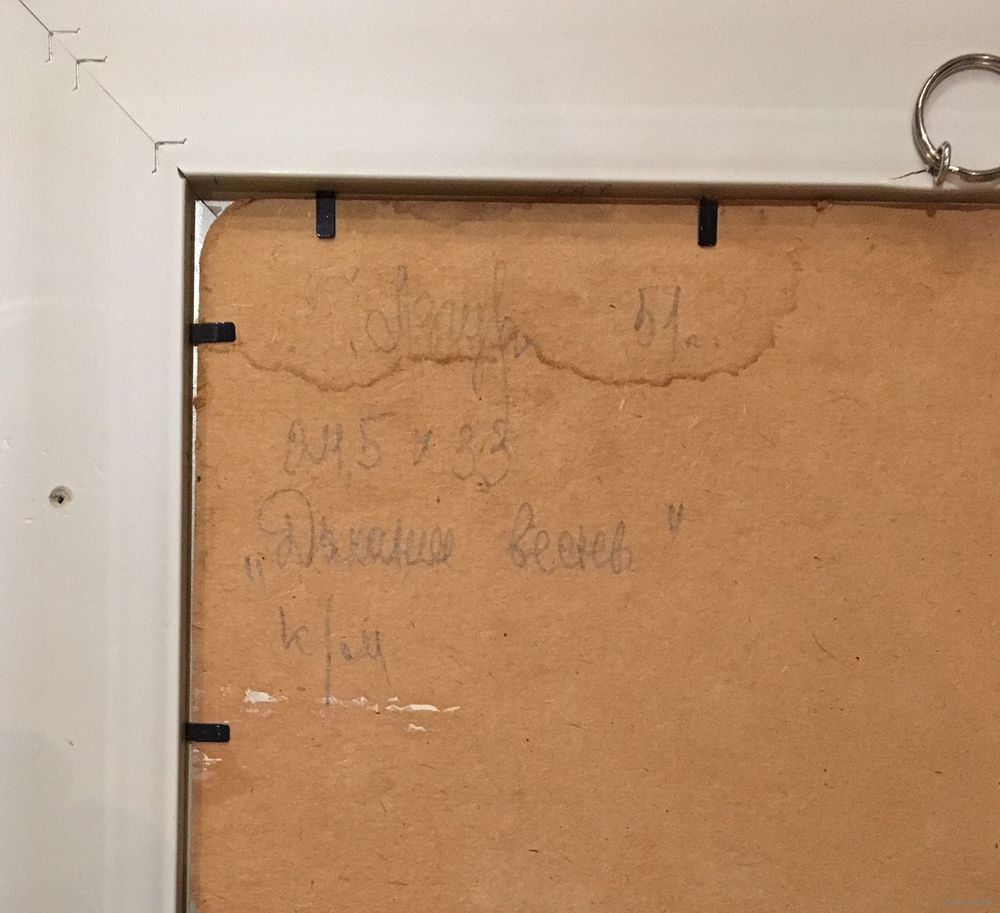 51.
24,5 x 33
„Дыхание весны"
к/м